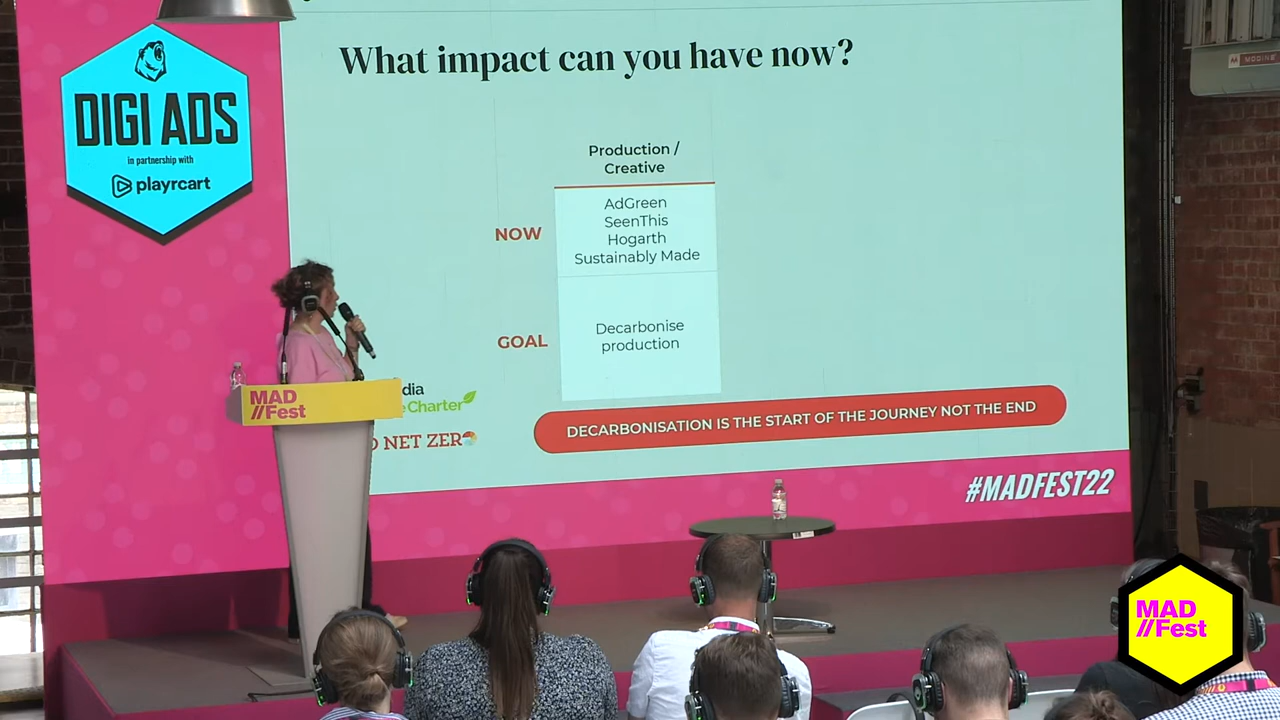 DIGI ADS
in partnership with
playrcart
What impact can you have now?
Production /
Creative
NOW
AdGreen
SeenThis
Hogarth
Sustainably Made
GOAL
Decarbonise
production
DECARBONISATION IS THE START OF THE JOURNEY NOT THE END
Charter
NET ZERO
MAD
//Fest
#MADFEST22
MAD
//Fest